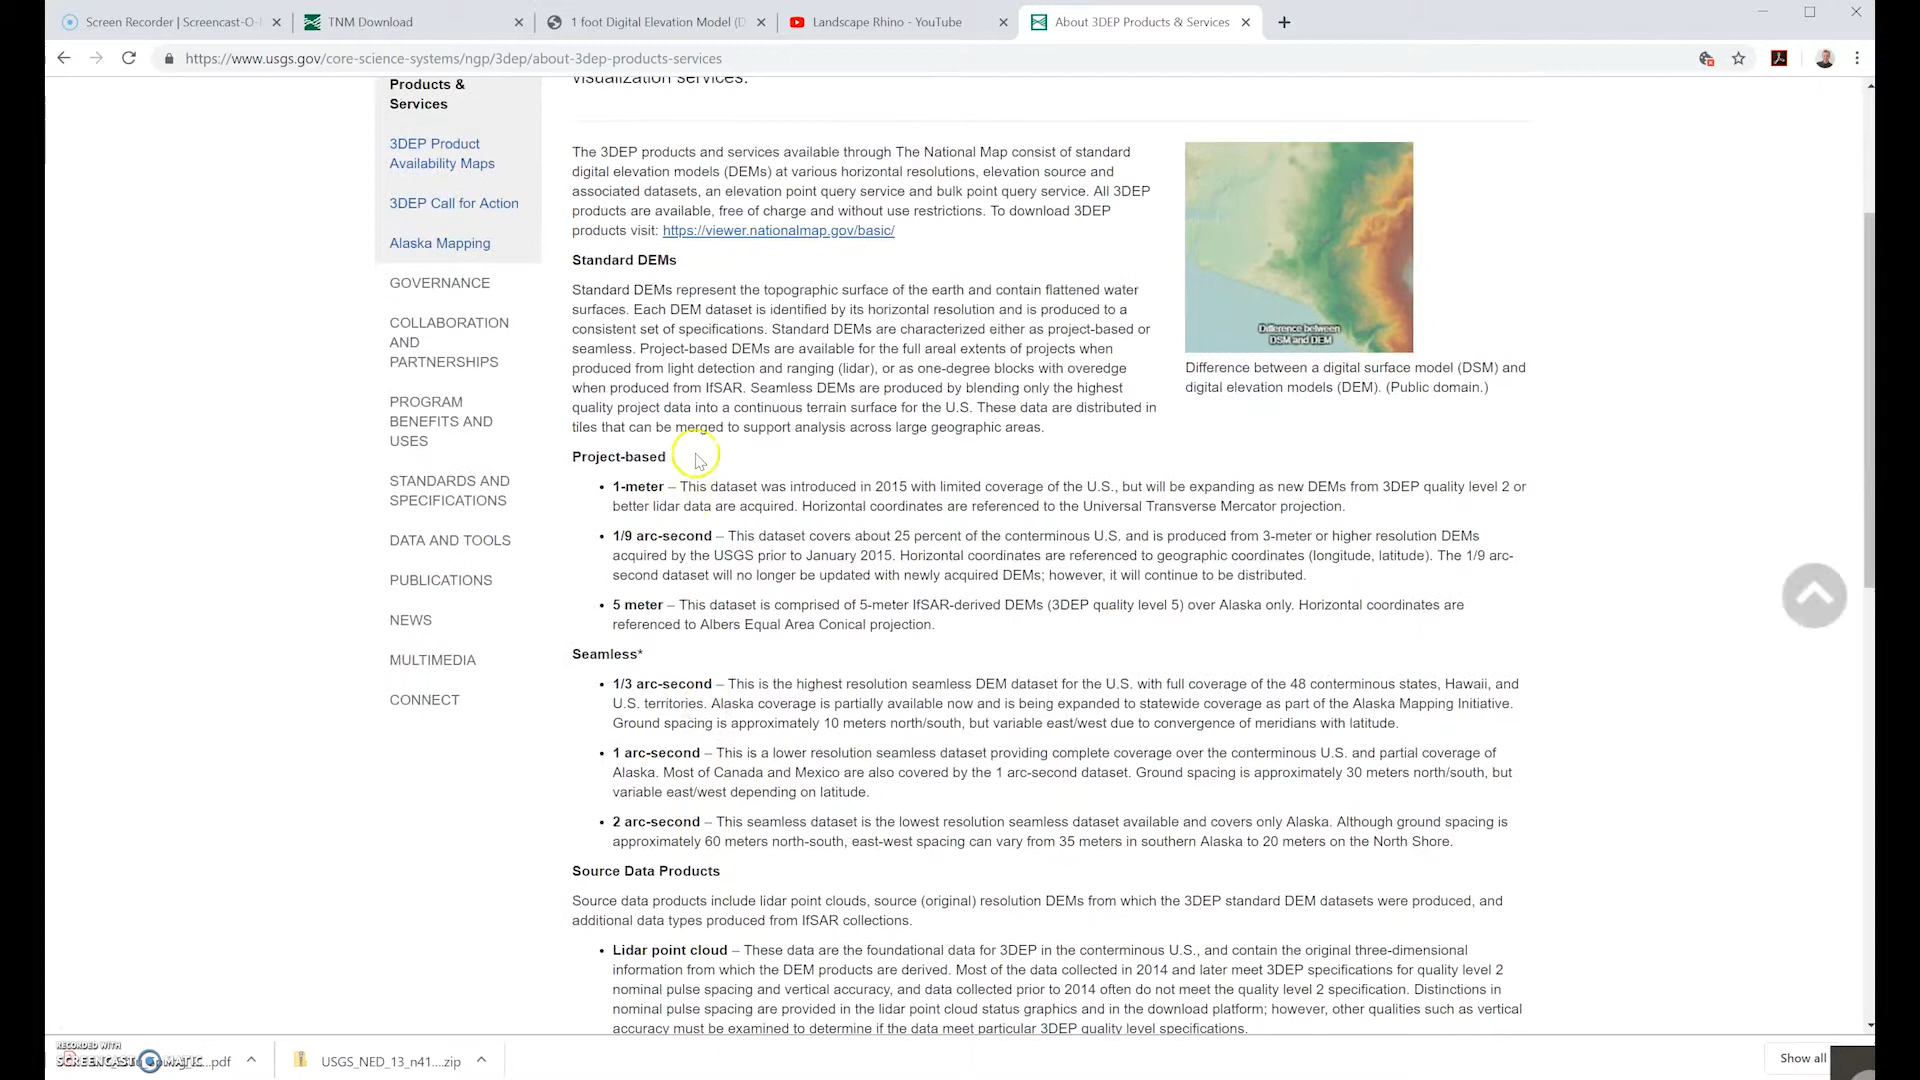 Screen Recorder | Screencast-O-
TNM Download
1 foot Digital Elevation Model (D
Landscape Rhino - YouTube
About 3DEP Products & Services
https://www.usgs.gov/core-science-systems/ngp/3dep/about-3dep-products-services
Products &
Services
3DEP Product
Availability Maps
3DEP Call for Action
Alaska Mapping
GOVERNANCE
COLLABORATION
AND
PARTNERSHIPS
PROGRAM
BENEFITS AND
USES
STANDARDS AND
SPECIFICATIONS
DATA AND TOOLS
PUBLICATIONS
NEWS
MULTIMEDIA
CONNECT
visualization services.
The 3DEP products and services available through The National Map consist of standard
digital elevation models (DEMs) at various horizontal resolutions, elevation source and
associated datasets, an elevation point query service and bulk point query service. All 3DEP
products are available, free of charge and without use restrictions. To download 3DEP
products visit: https://viewer.nationalmap.gov/basic/
Standard DEMs
Standard DEMs represent the topographic surface of the earth and contain flattened water
surfaces. Each DEM dataset is identified by its horizontal resolution and is produced to a
consistent set of specifications. Standard DEMs are characterized either as project-based or
seamless. Project-based DEMs are available for the full areal extents of projects when
produced from light detection and ranging (lidar), or as one-degree blocks with overedge
when produced from IfSAR. Seamless DEMs are produced by blending only the highest
quality project data into a continuous terrain surface for the U.S. These data are distributed in
tiles that can be merged to support analysis across large geographic areas.
Difference between
DSM and DEM
Difference between a digital surface model (DSM) and
digital elevation models (DEM). (Public domain.)
Project-based
• 1-meter – This dataset was introduced in 2015 with limited coverage of the U.S., but will be expanding as new DEMs from 3DEP quality level 2 or
better lidar data are acquired. Horizontal coordinates are referenced to the Universal Transverse Mercator projection.
• 1/9 arc-second – This dataset covers about 25 percent of the conterminous U.S. and is produced from 3-meter or higher resolution DEMs
acquired by the USGS prior to January 2015. Horizontal coordinates are referenced to geographic coordinates (longitude, latitude). The 1/9 arc-
second dataset will no longer be updated with newly acquired DEMs; however, it will continue to be distributed.
• 5 meter – This dataset is comprised of 5-meter IfSAR-derived DEMs (3DEP quality level 5) over Alaska only. Horizontal coordinates are
referenced to Albers Equal Area Conical projection.
Seamless*
• 1/3 arc-second – This is the highest resolution seamless DEM dataset for the U.S. with full coverage of the 48 conterminous states, Hawaii, and
U.S. territories. Alaska coverage is partially available now and is being expanded to statewide coverage as part of the Alaska Mapping Initiative.
Ground spacing is approximately 10 meters north/south, but variable east/west due to convergence of meridians with latitude.
• 1 arc-second – This is a lower resolution seamless dataset providing complete coverage over the conterminous U.S. and partial coverage of
Alaska. Most of Canada and Mexico are also covered by the 1 arc-second dataset. Ground spacing is approximately 30 meters north/south, but
variable east/west depending on latitude.
• 2 arc-second – This seamless dataset is the lowest resolution seamless dataset available and covers only Alaska. Although ground spacing is
approximately 60 meters north-south, east-west spacing can vary from 35 meters in southern Alaska to 20 meters on the North Shore.
Source Data Products
Source data products include lidar point clouds, source (original) resolution DEMs from which the 3DEP standard DEM datasets were produced, and
additional data types produced from IfSAR collections.
• Lidar point cloud – These data are the foundational data for 3DEP in the conterminous U.S., and contain the original three-dimensional
information from which the DEM products are derived. Most of the data collected in 2014 and later meet 3DEP specifications for quality level 2
nominal pulse spacing and vertical accuracy, and data collected prior to 2014 often do not meet the quality level 2 specification. Distinctions in
nominal pulse spacing are provided in the lidar point cloud status graphics and in the download platform; however, other qualities such as vertical
accuracy must be examined to determine if the data meet particular 3DEP quality level specifications.
RECORDED WITH
SCREENCAST MATIC
....pdf
USGS_NED_13_n41....zip
Show all